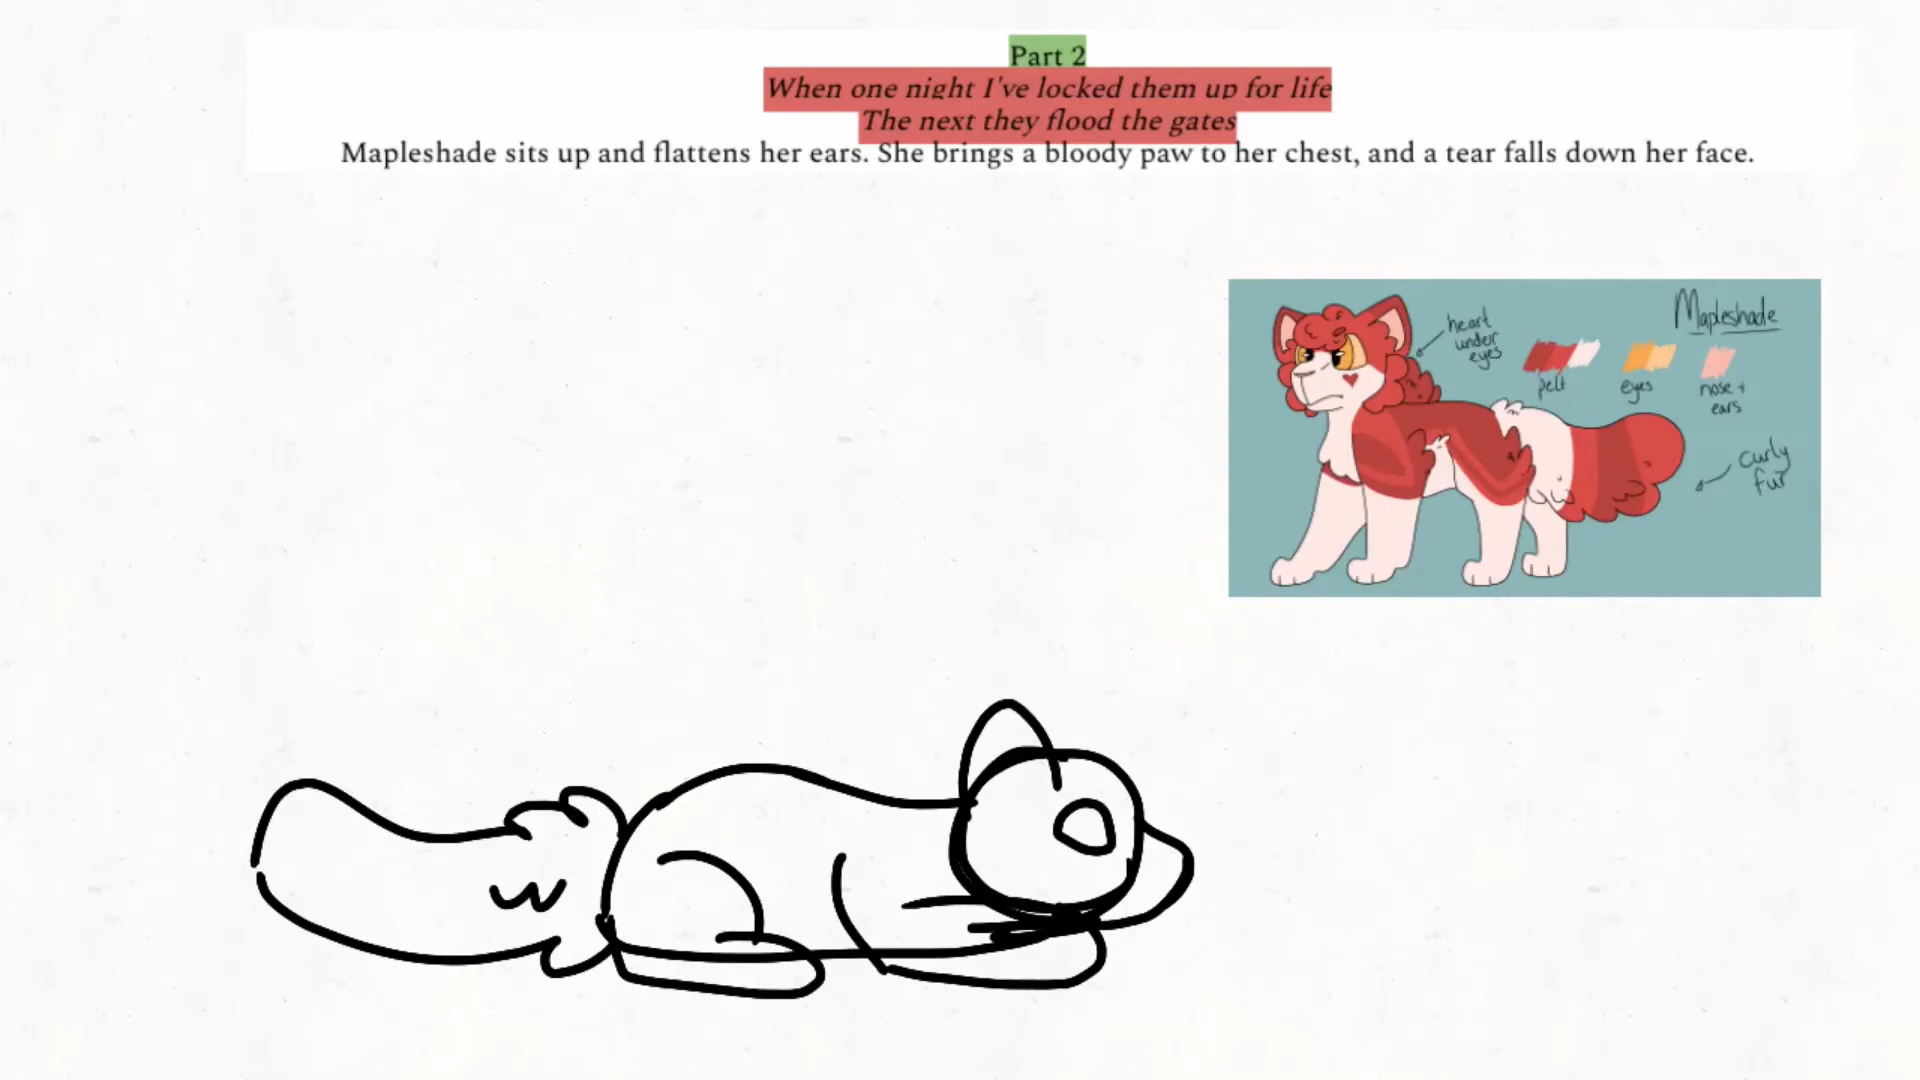 Part 2
When one night I've locked them up for life
The next they flood the gates
Mapleshade sits up and flattens her ears. She brings a bloody paw to her chest, and a tear falls down her face.
Mapleshade
heart
under
eyes
pelt
eyes
nose +
ears
curly
fur